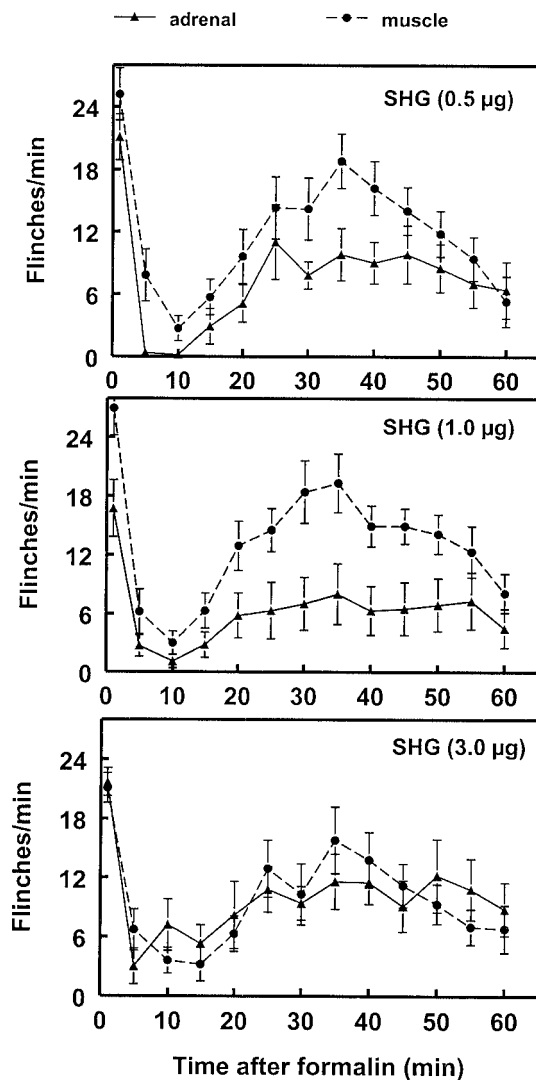 adrenal muscle
SHG (0.5 µg)
Flinches/min
24
18
12
6
0
0 10 20 30 40 50 60
SHG (1.0 µg)
Flinches/min
24
18
12
6
0
0 10 20 30 40 50 60
SHG (3.0 µg)
Flinches/min
24
18
12
6
0
0 10 20 30 40 50 60
Time after formalin (min)